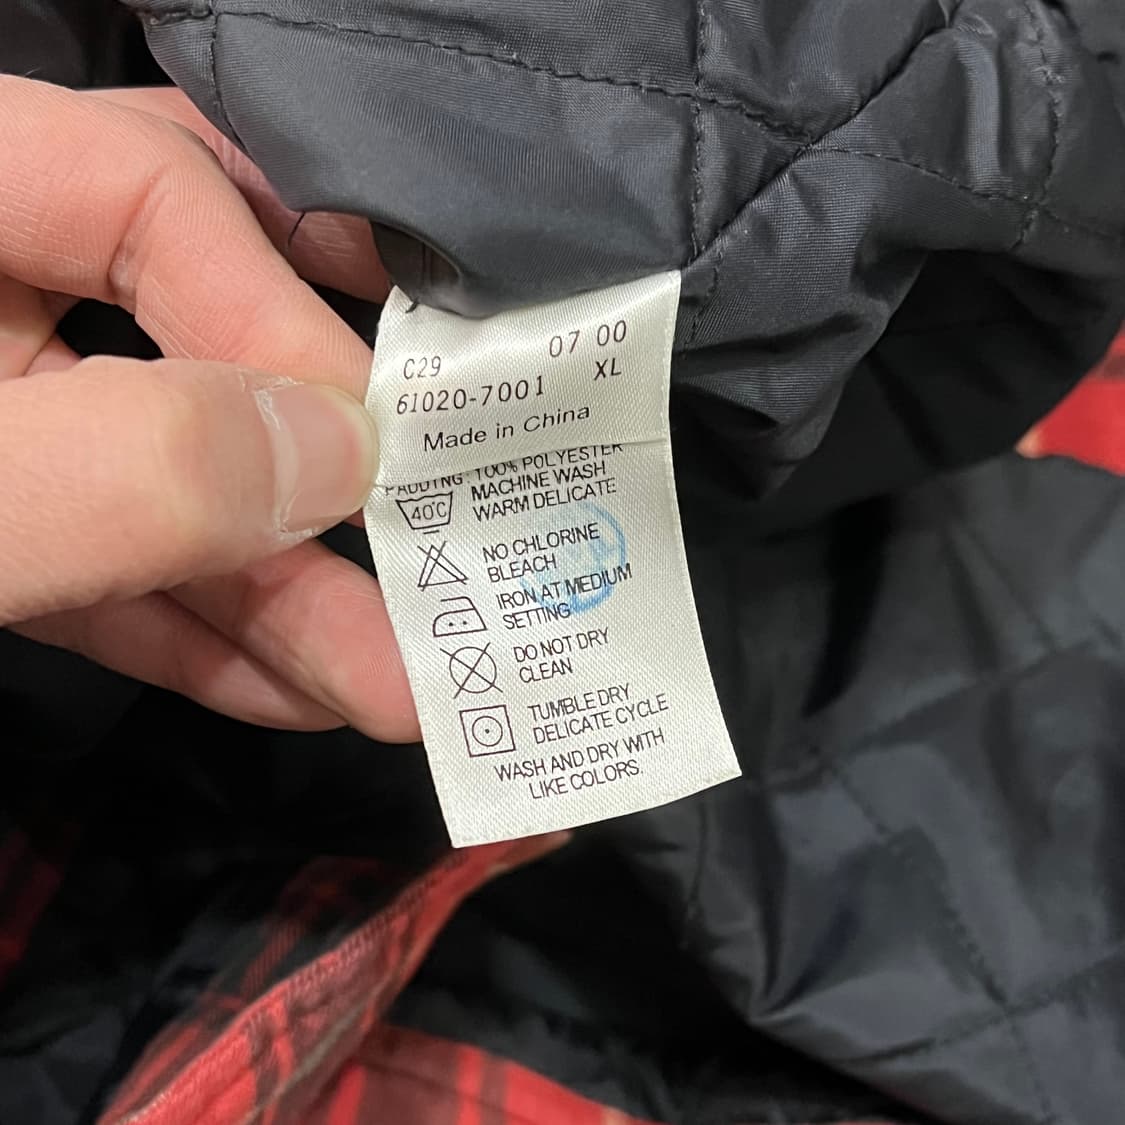 C29 07 00
61020-7001 XL
Made in China
PADDING: 100% POLYESTER
40°C MACHINE WASH
WARM DELICATE
NO CHLORINE
BLEACH
IRON AT MEDIUM
SETTING
DO NOT DRY
CLEAN
TUMBLE DRY
DELICATE CYCLE
WASH AND DRY WITH
LIKE COLORS.